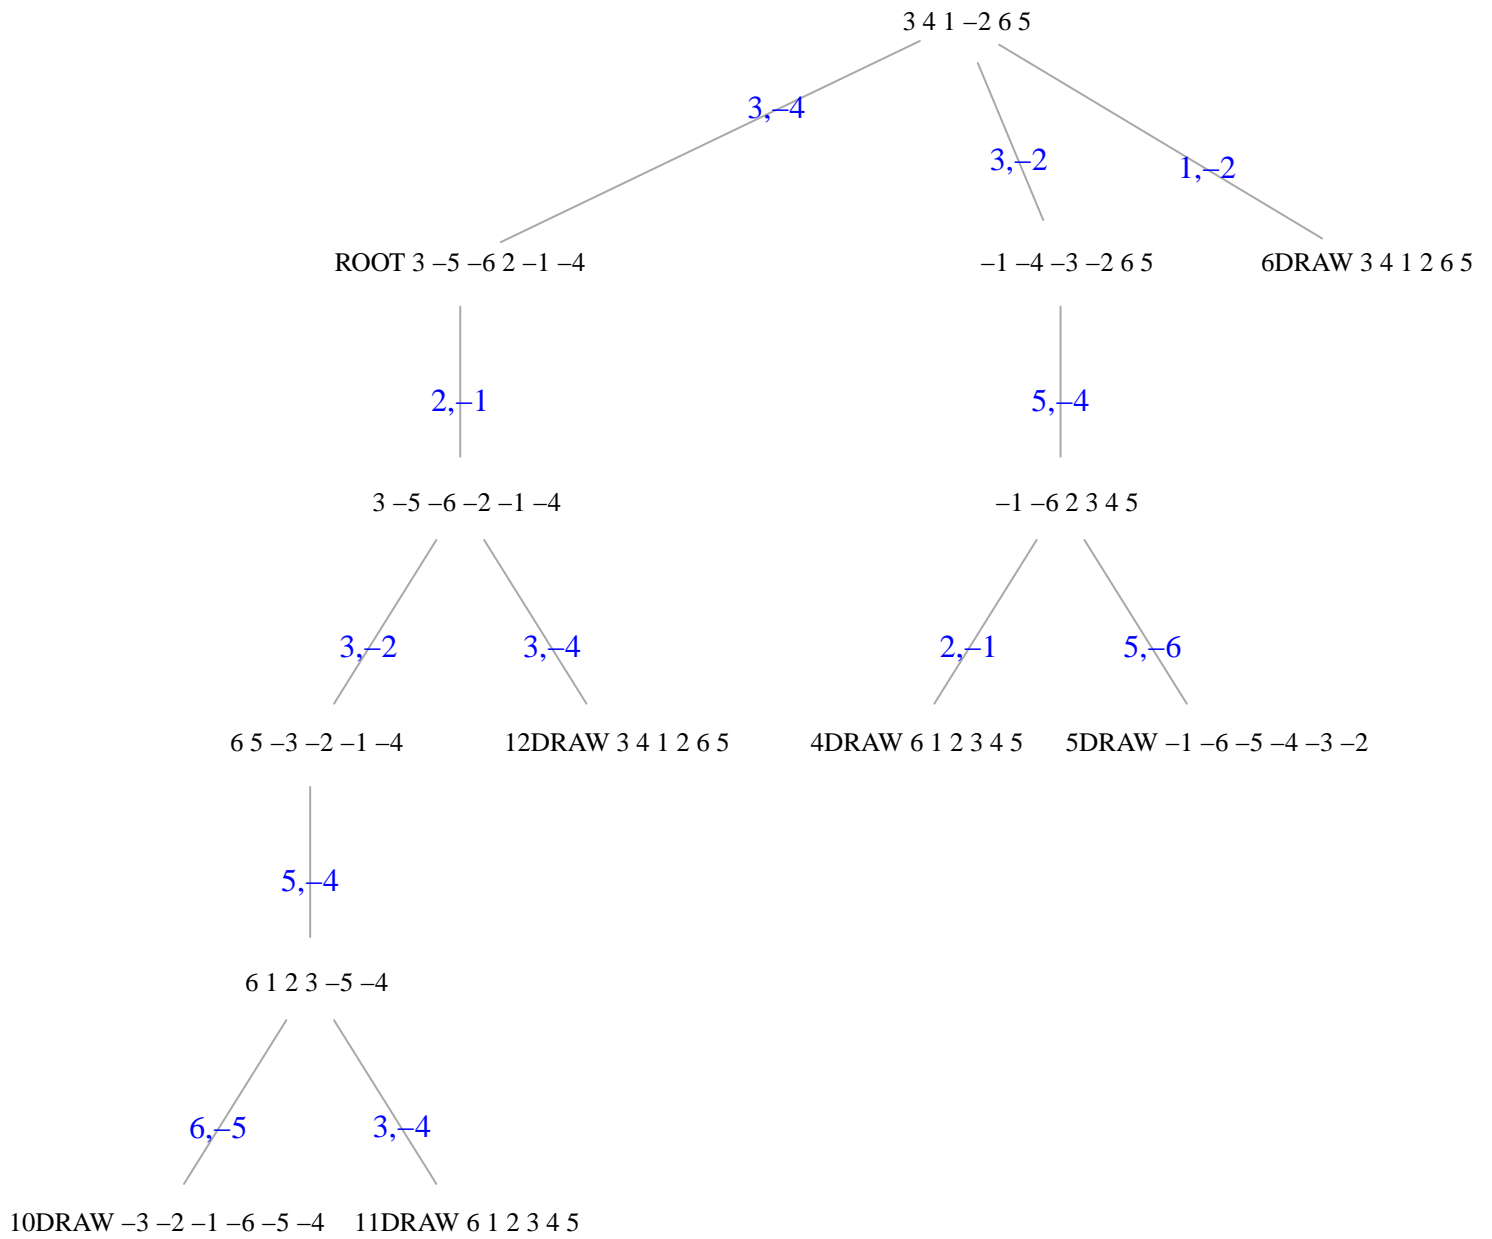 3 4 1 –2 6 5
3,–4
3,–2
1,–2
ROOT 3 –5 –6 2 –1 –4
–1 –4 –3 –2 6 5
6DRAW 3 4 1 2 6 5
2,–1
5,–4
3 –5 –6 –2 –1 –4
–1 –6 2 3 4 5
3,–2
3,–4
2,–1
5,–6
6 5 –3 –2 –1 –4
12DRAW 3 4 1 2 6 5
4DRAW 6 1 2 3 4 5
5DRAW –1 –6 –5 –4 –3 –2
5,–4
6 1 2 3 –5 –4
6,–5
3,–4
10DRAW –3 –2 –1 –6 –5 –4
11DRAW 6 1 2 3 4 5